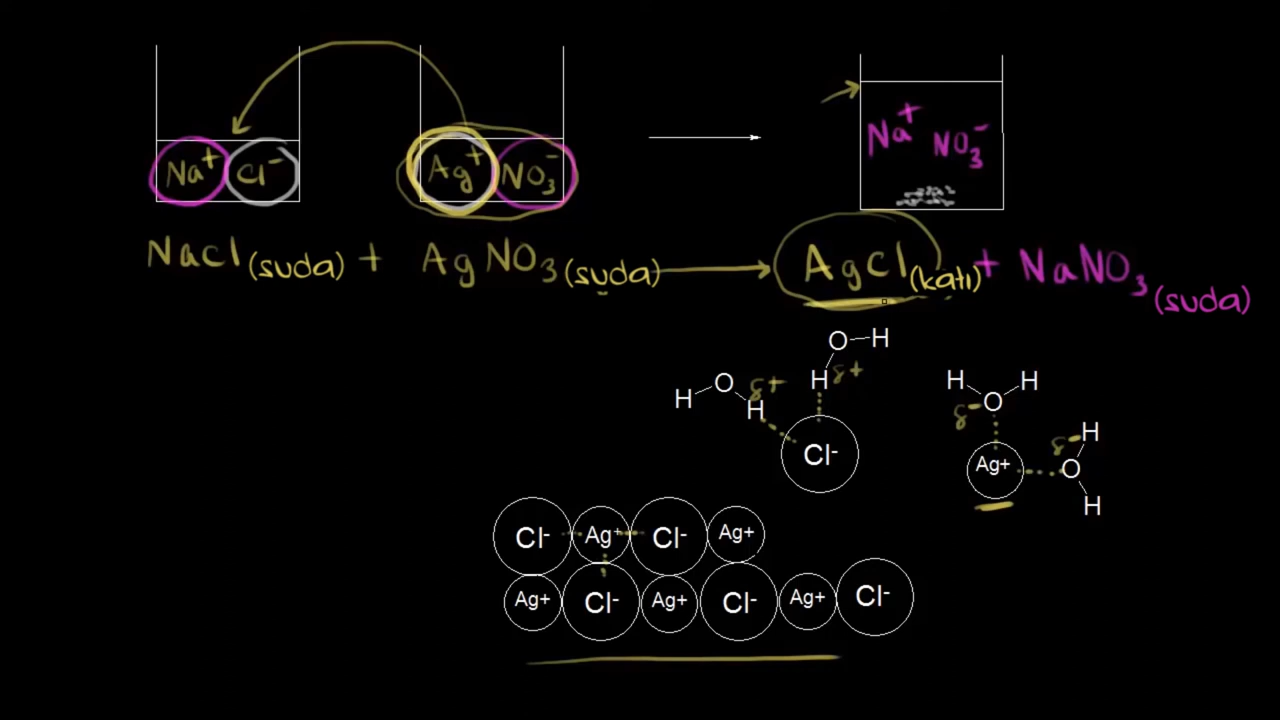 Na⁺ Cl⁻ Ag⁺ NO₃⁻ Na⁺ NO₃⁻
NaCl(suda) + AgNO₃(suda) → AgCl(katı) + NaNO₃(suda)
O H
H δ+
H O δ+
H
Cl⁻
H H
δ- O
Ag+
H
δ- O
H
Cl⁻ Ag⁺ Cl⁻ Ag+
Ag+ Cl⁻ Ag+ Cl⁻ Ag+ Cl⁻